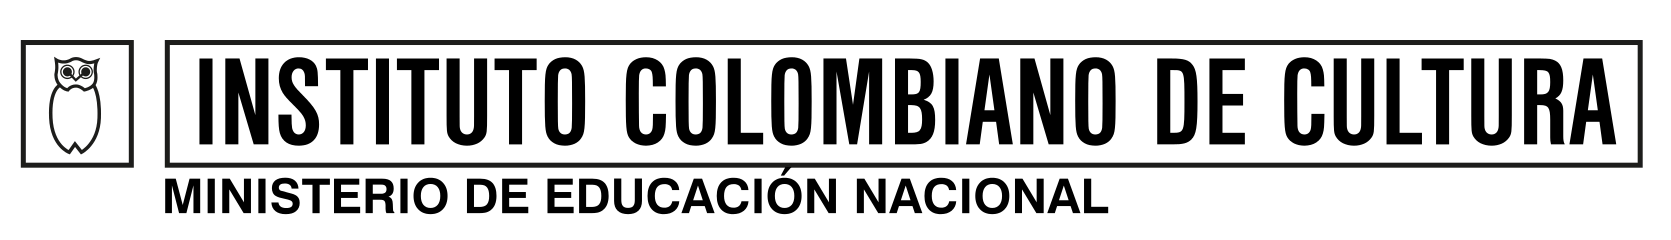 INSTITUTO COLOMBIANO DE CULTURA
MINISTERIO DE EDUCACIÓN NACIONAL